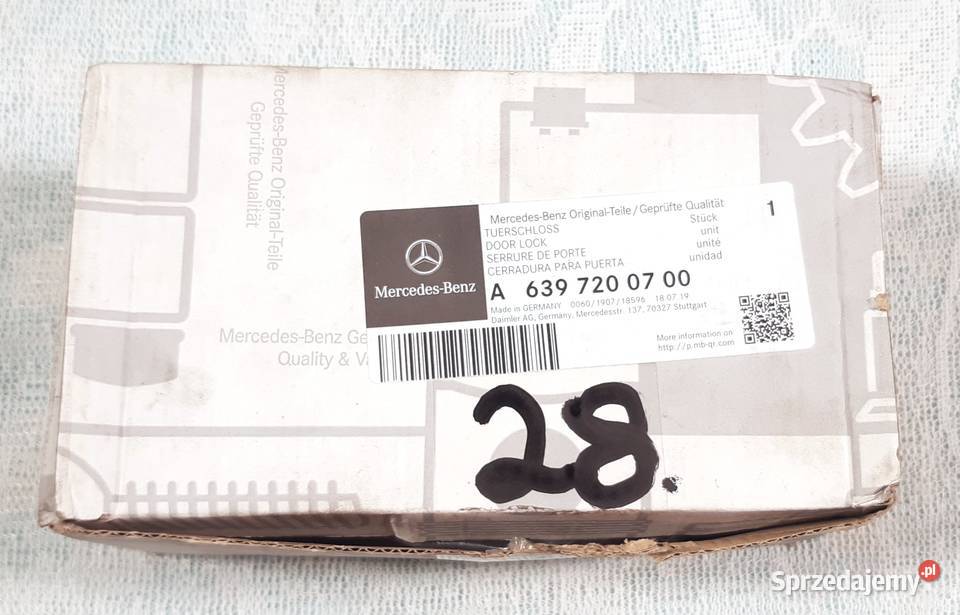 Mercedes-Benz Original-Teile
Geprüfte Qualität
Mercedes-Benz Original-Teile/Geprüfte Qualität
TUERSCHLOSS
DOOR LOCK
SERRURE DE PORTE
CERRADURA PARA PUERTA
Stück
unit
unité
unidad
1
Mercedes-Benz
A 639 720 07 00
Made in GERMANY 0060/1907/18596 18.07.19
Daimler AG, Germany, Mercedesstr. 137, 70327 Stuttgart
More information on
http://p.mb-qr.com
Mercedes-Benz Ge
Quality & Va
28.
Sprzedajemy.pl